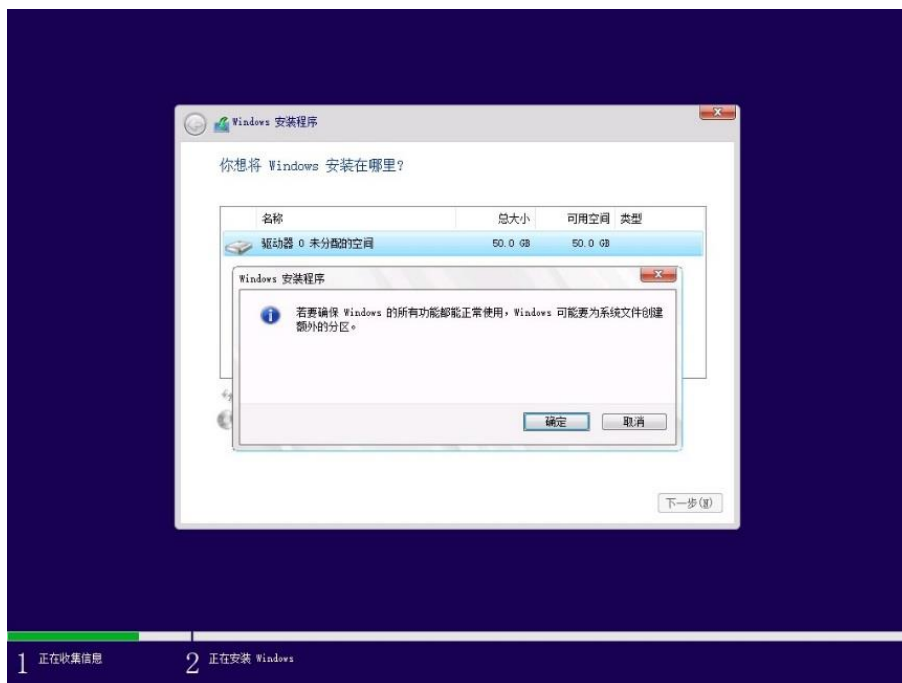 Windows 安装程序
你想将 Windows 安装在哪里?
名称 总大小 可用空间 类型
驱动器 0 未分配的空间 50.0 GB 50.0 GB
Windows 安装程序
若要确保 Windows 的所有功能都能正常使用,Windows 可能要为系统文件创建
额外的分区。
确定 取消
下一步(N)
1 正在收集信息 2 正在安装 Windows